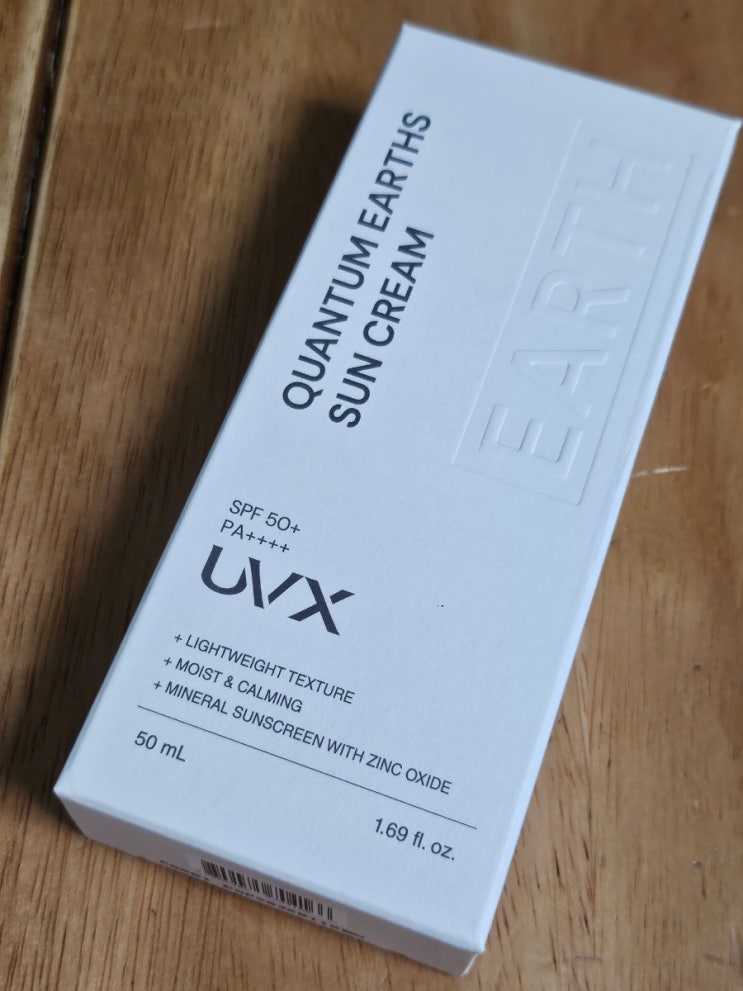 QUANTUM EARTHS
SUN CREAM
EARTH
SPF 50+
PA++++
UVX
+ LIGHTWEIGHT TEXTURE
+ MOIST & CALMING
+ MINERAL SUNSCREEN WITH ZINC OXIDE
50 mL
1.69 fl. oz.